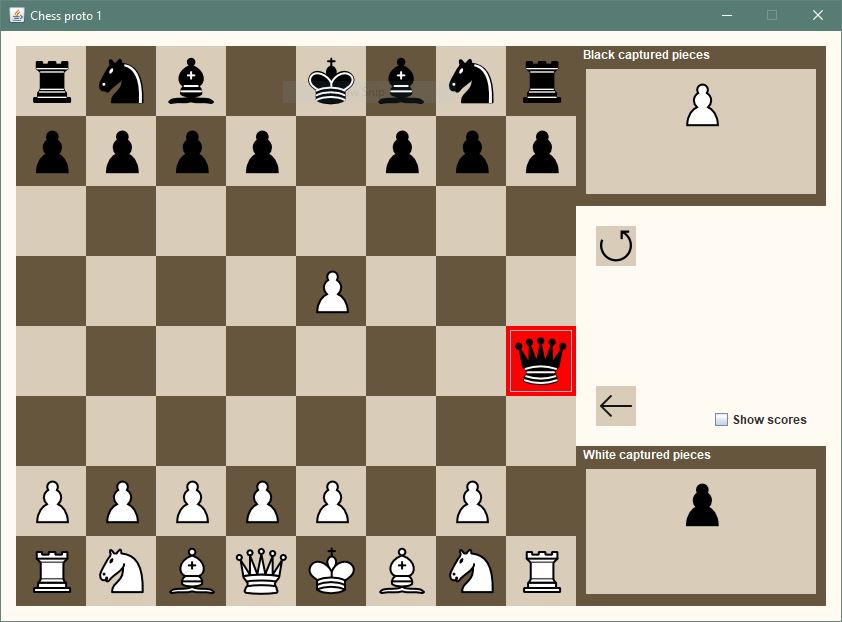 Chess proto 1
Black captured pieces
Show scores
White captured pieces